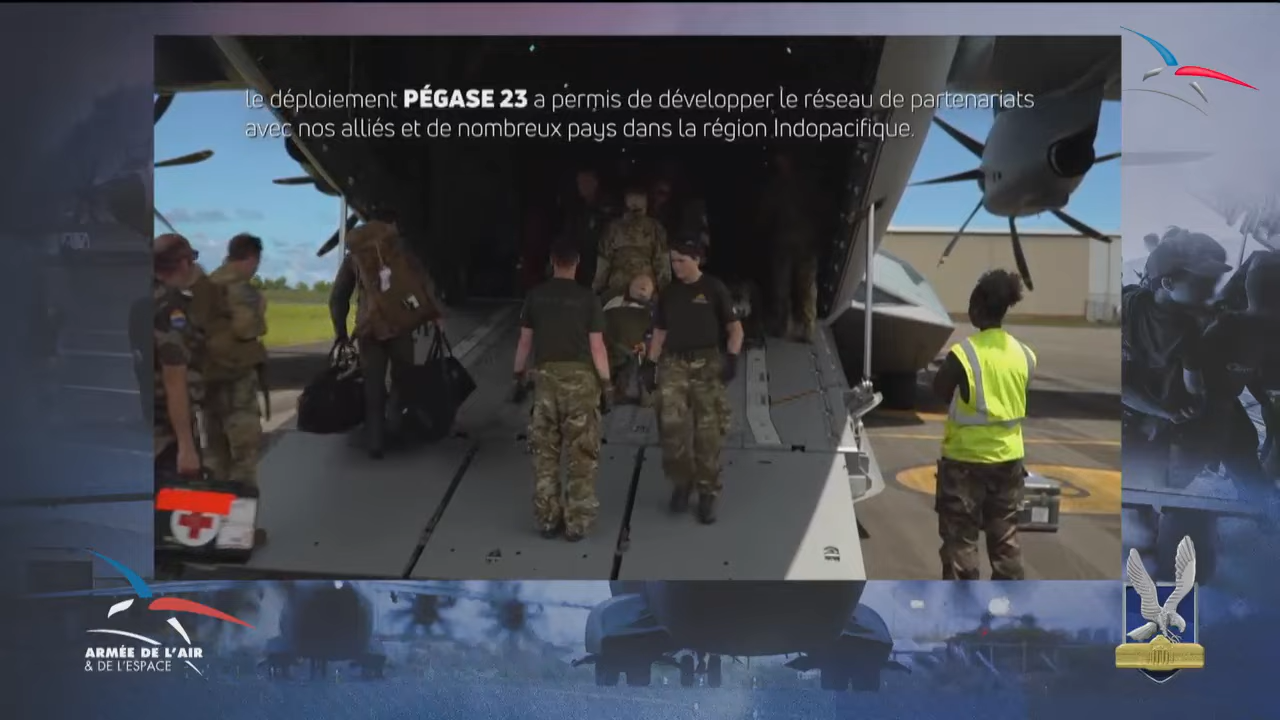 le déploiement PÉGASE 23 a permis de développer le réseau de partenariats
avec nos alliés et de nombreux pays dans la région Indopacifique.
ARMÉE DE L'AIR
& DE L'ESPACE